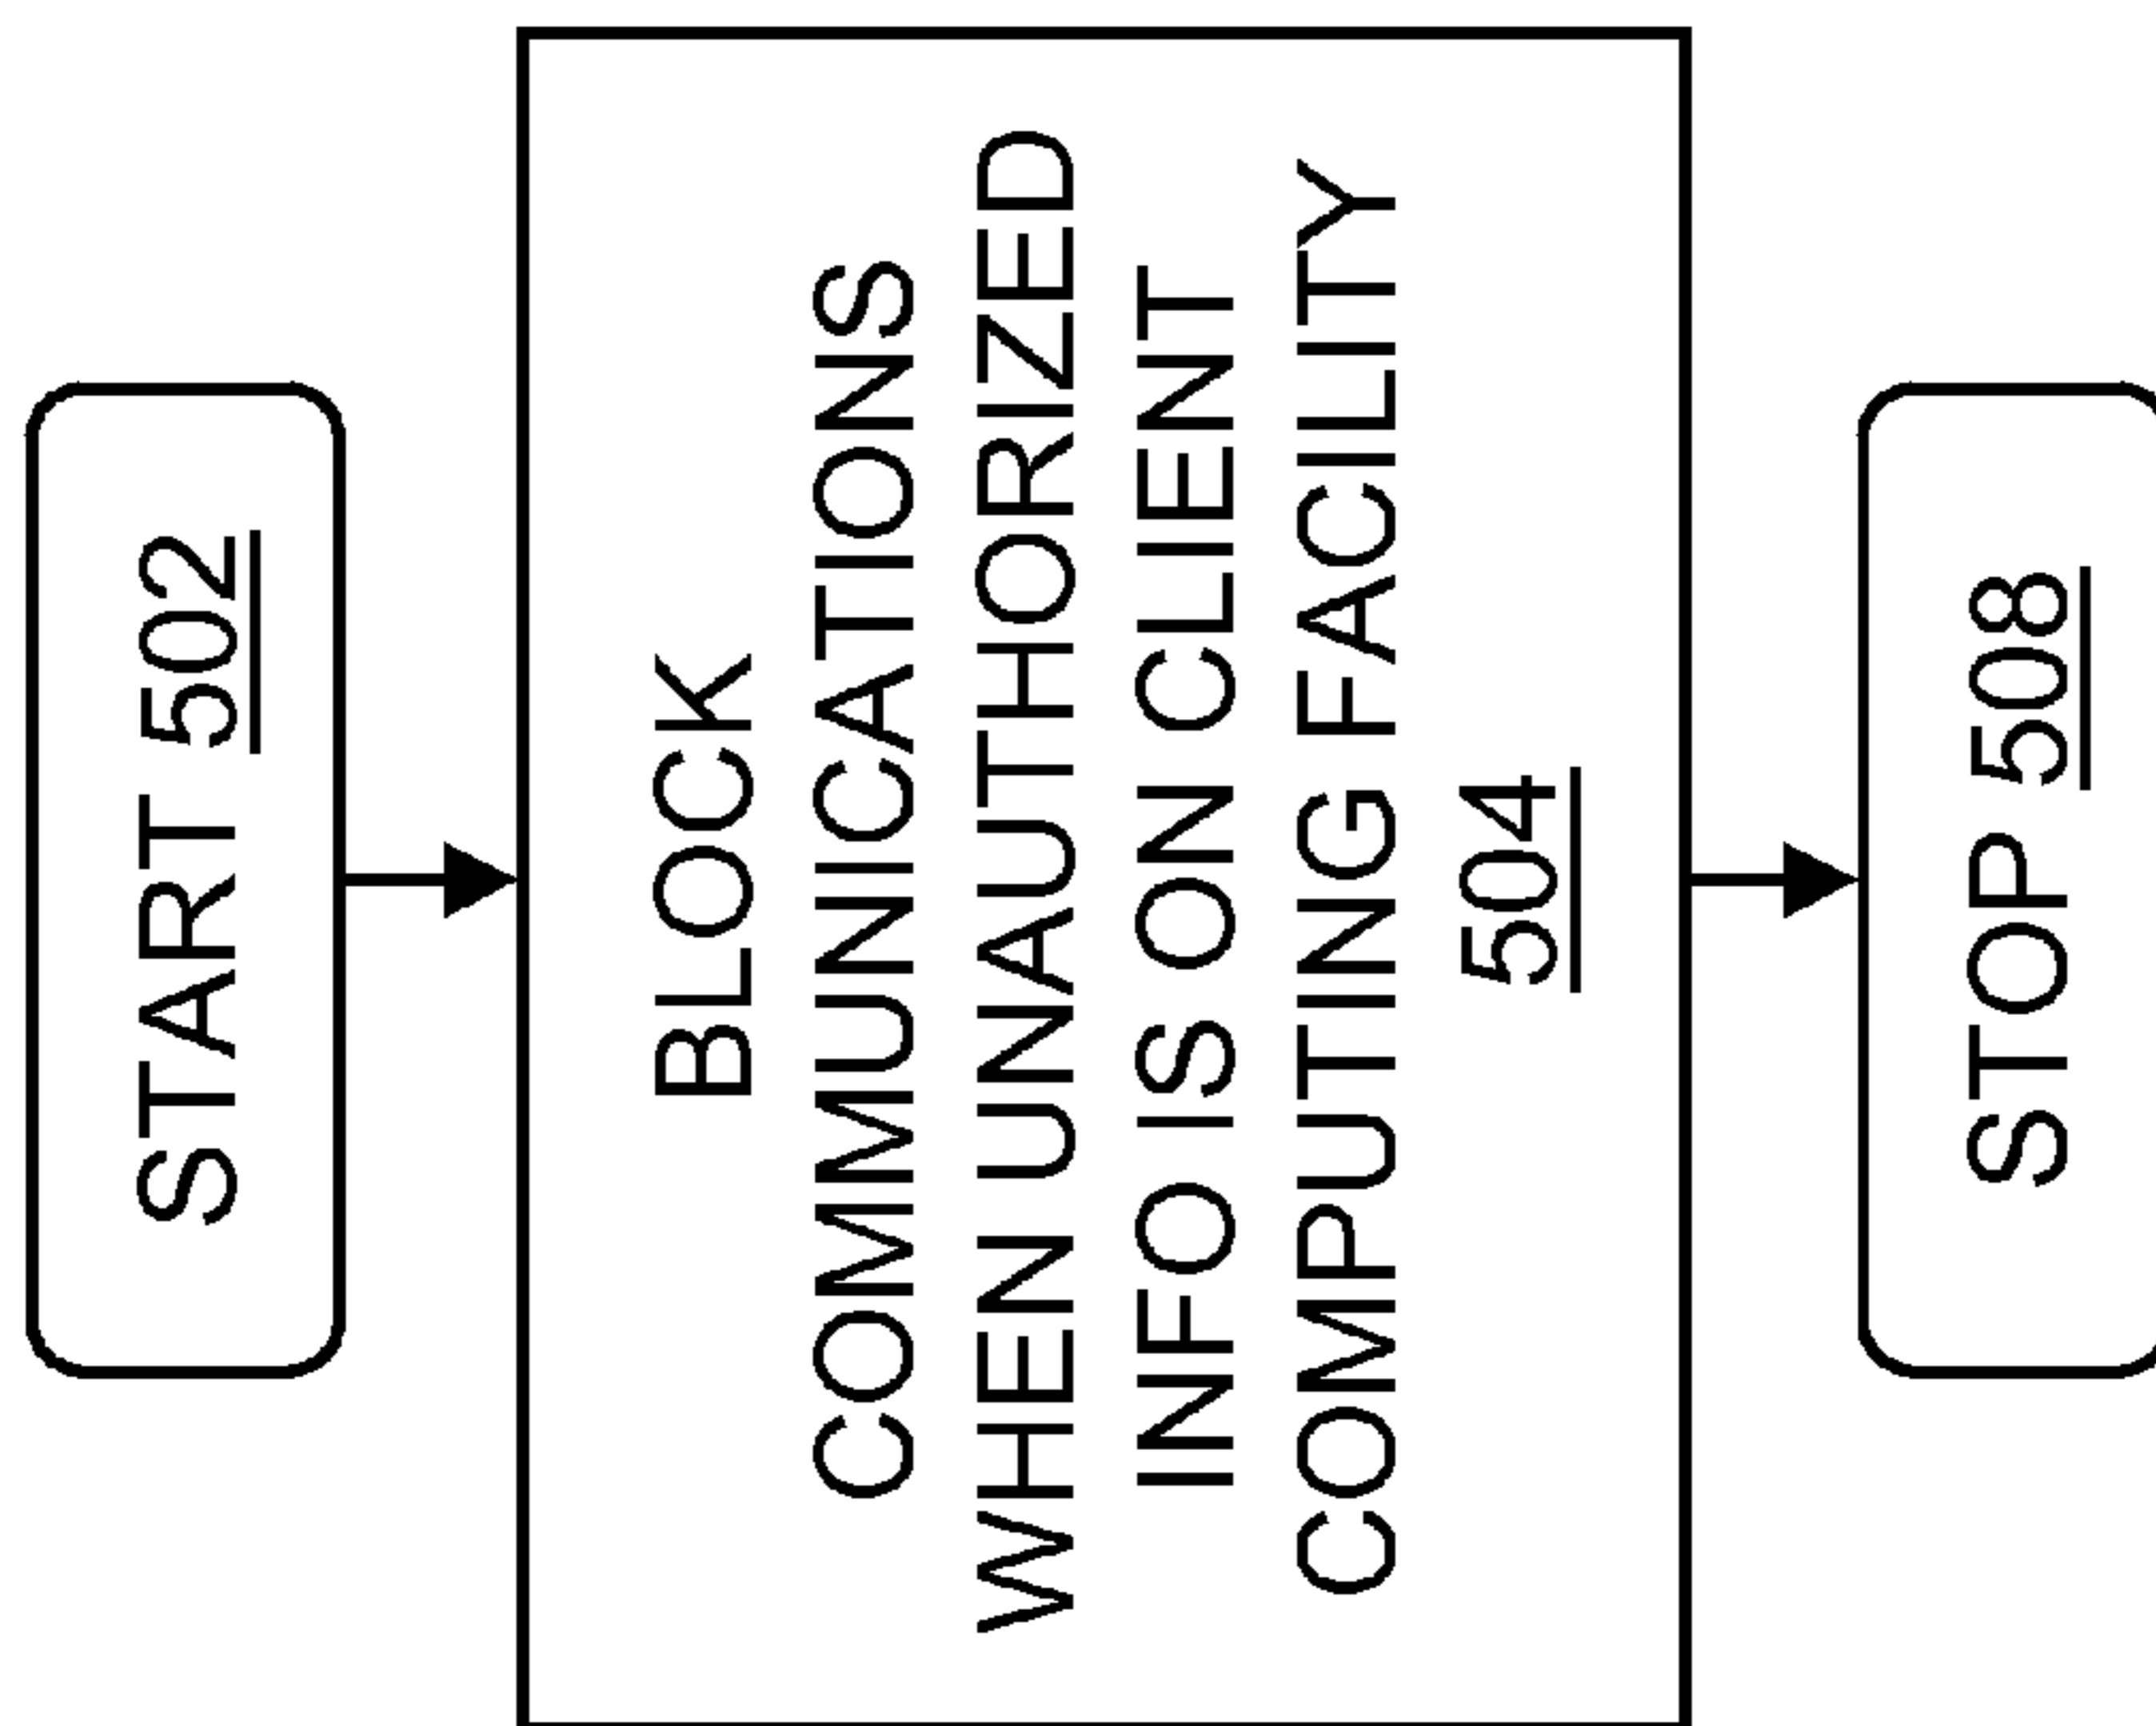 START 502
BLOCK
COMMUNICATIONS
WHEN UNAUTHORIZED
INFO IS ON CLIENT
COMPUTING FACILITY
504
STOP 508